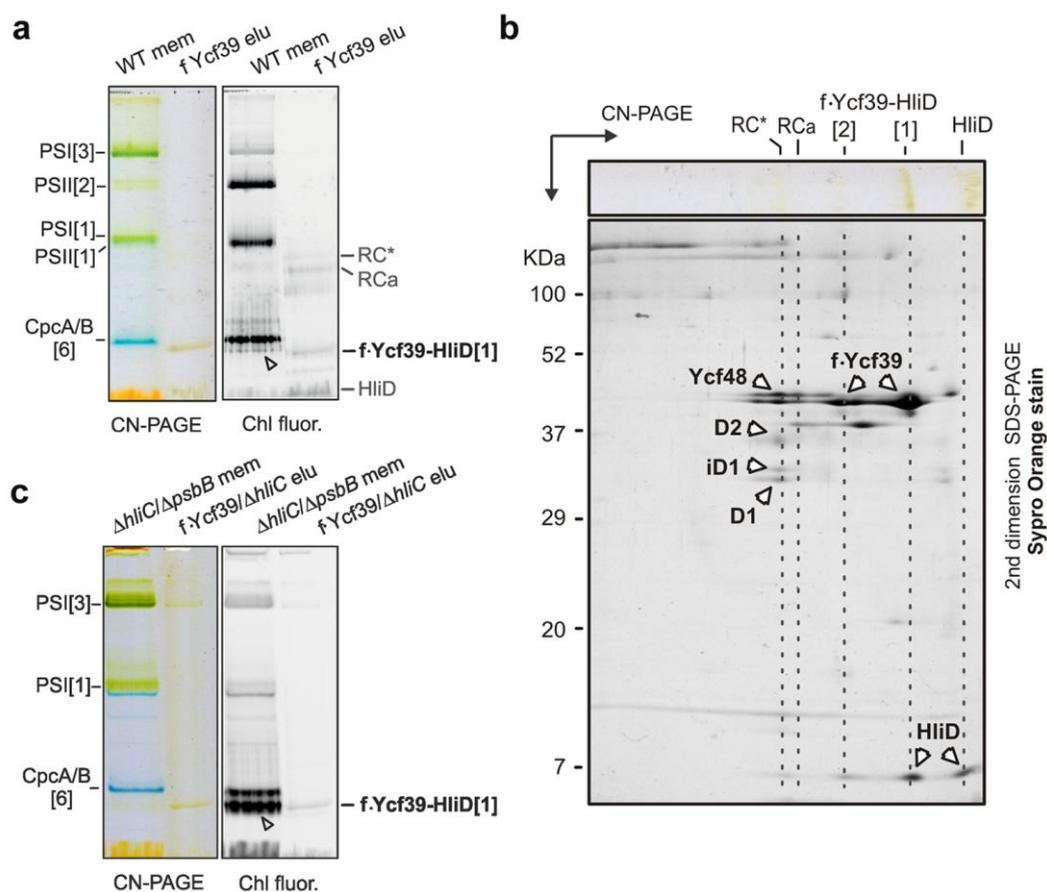 a
WT mem
f.Ycf39 elu
WT mem
f.Ycf39 elu
PSI[3]
PSII[2]
PSI[1]
PSII[1]
CpcA/B
[6]
RC*
RCa
f·Ycf39-HliD[1]
HliD
CN-PAGE
Chl fluor.
b
CN-PAGE
f·Ycf39-HliD
RC* RCa [2] [1] HliD
KDa
100
52
37
29
20
7
Ycf48
f·Ycf39
D2
iD1
D1
HliD
2nd dimension SDS-PAGE
Sypro Orange stain
c
ΔhliC/ΔpsbB mem
f·Ycf39/ΔhliC elu
ΔhliC/ΔpsbB mem
f·Ycf39/ΔhliC elu
PSI[3]
PSI[1]
CpcA/B
[6]
f·Ycf39-HliD[1]
CN-PAGE
Chl fluor.